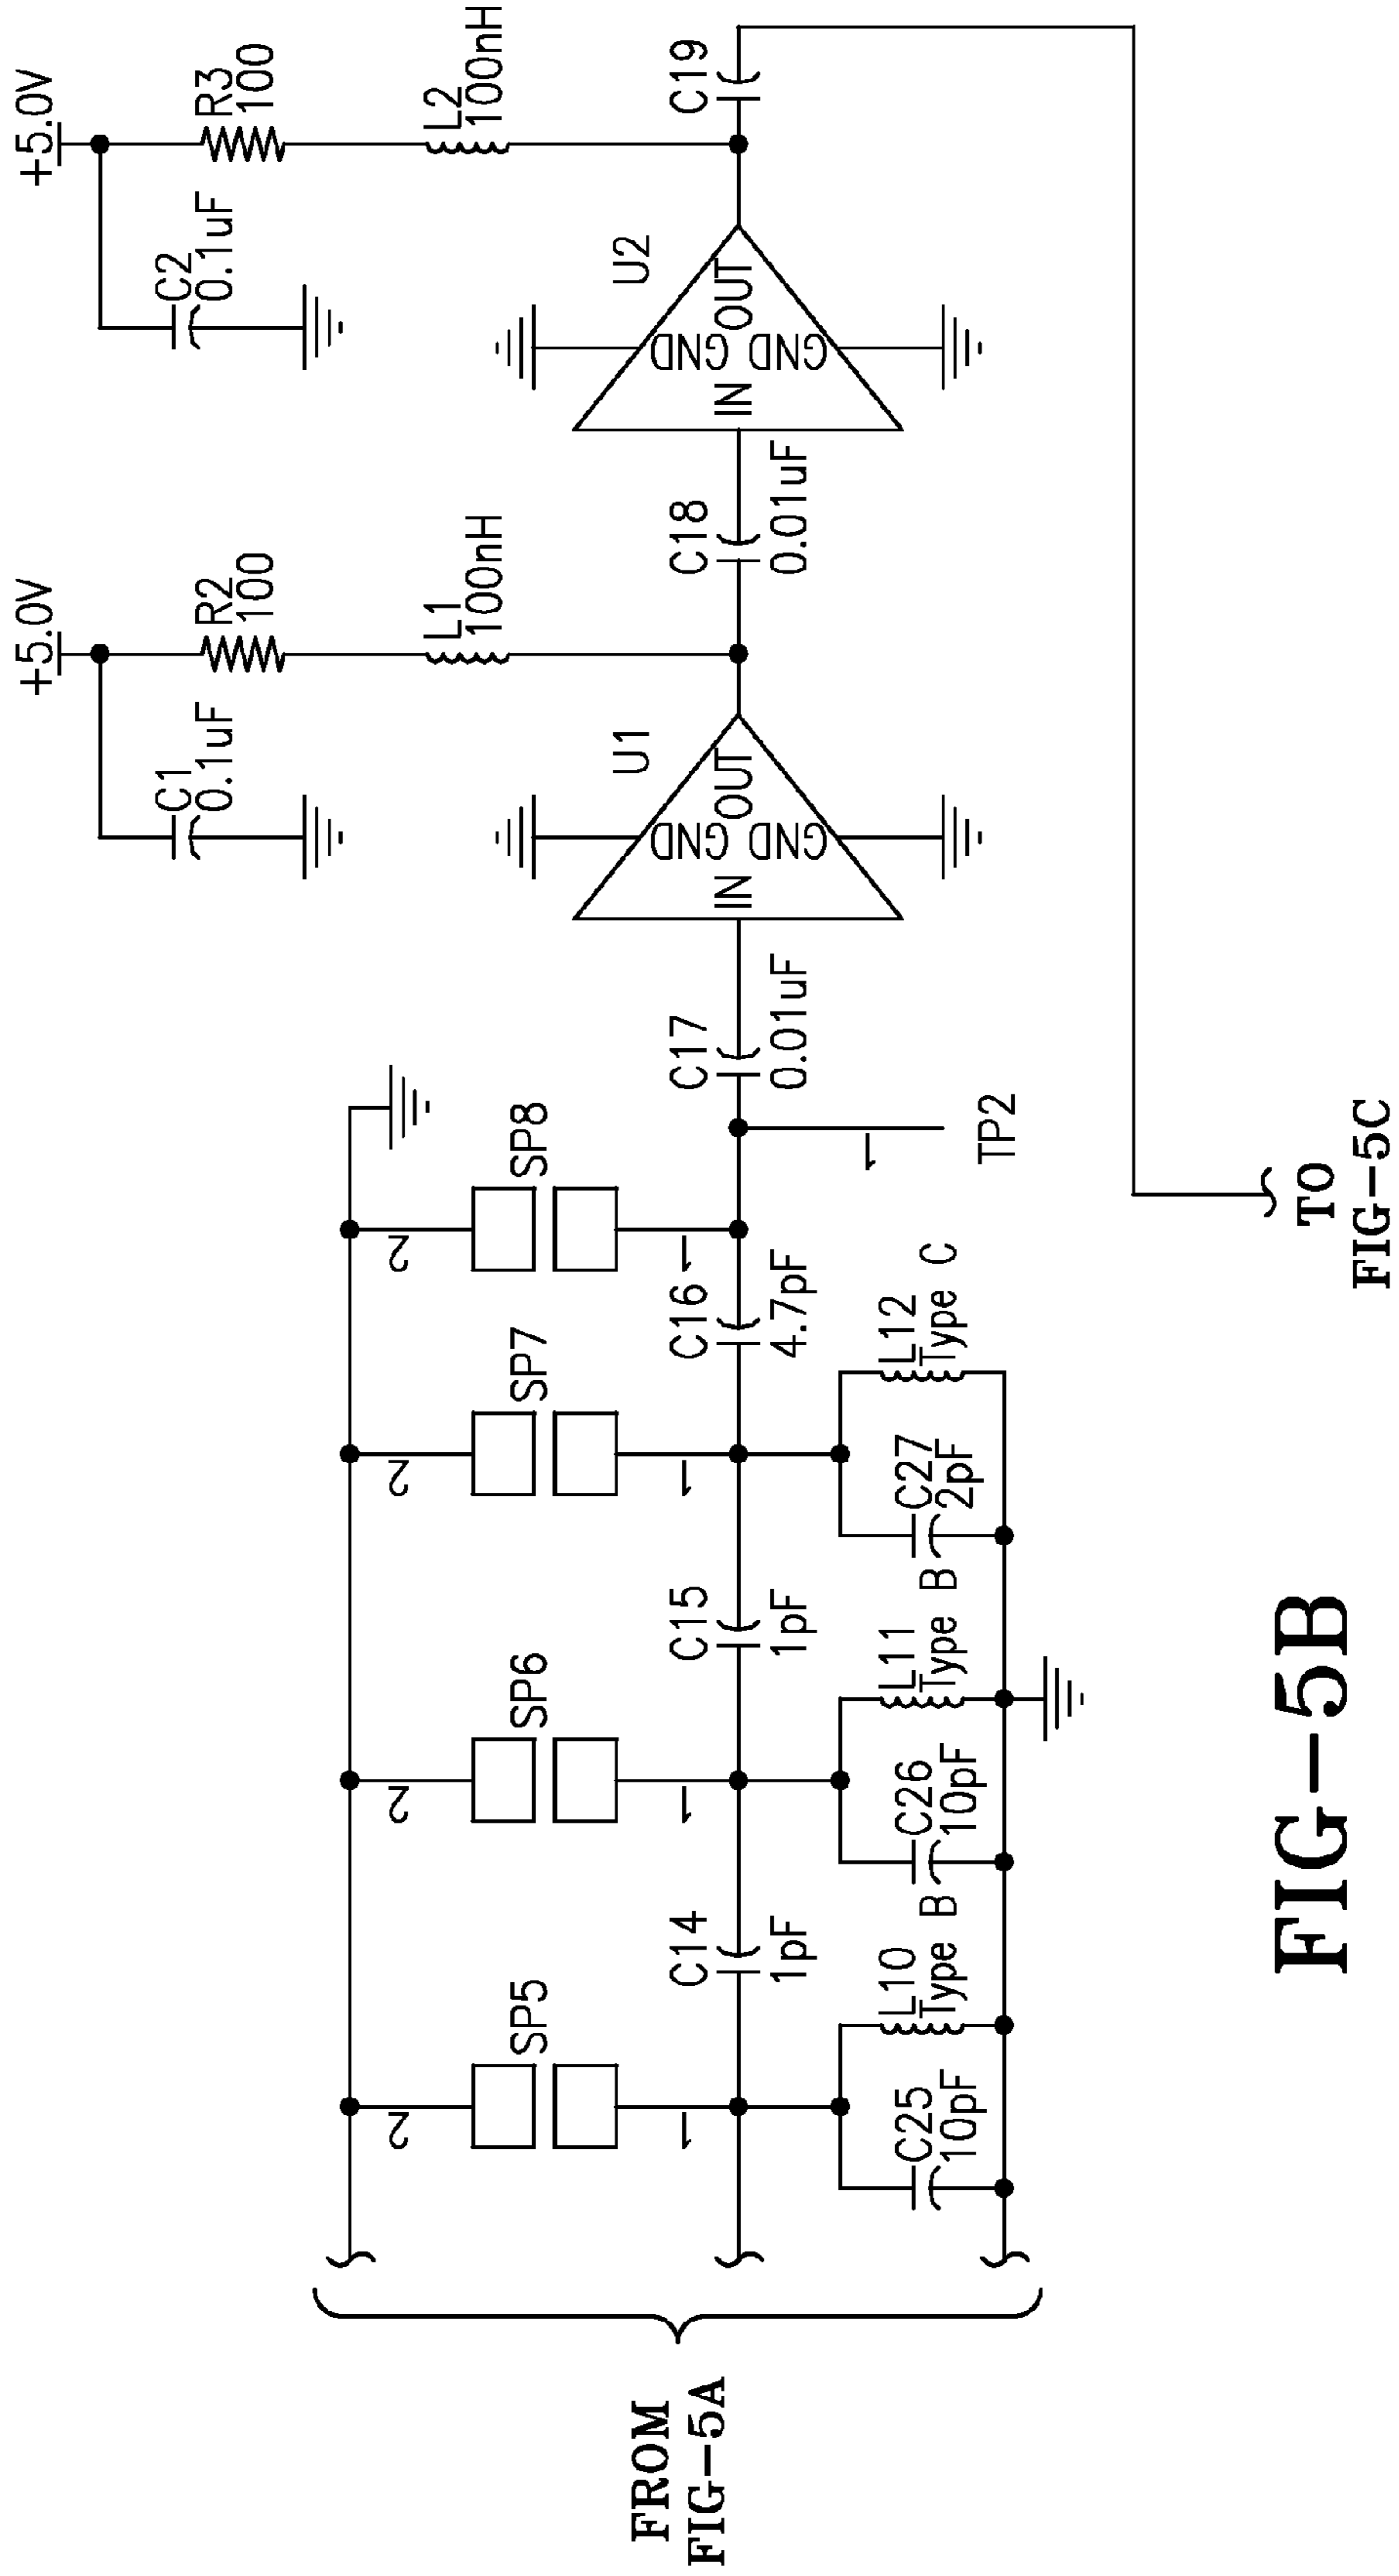 +5.0V
+5.0V
C1
0.1uF
R2
100
C2
0.1uF
R3
100
L1
100nH
L2
100nH
SP5
SP6
SP7
SP8
2
2
2
2
1
1
1
1
U1
IN
GND
GND
OUT
U2
IN
GND
GND
OUT
FROM
FIG-5A
C14
1pF
C15
1pF
C16
4.7pF
C17
0.01uF
C18
0.01uF
C19
1
TP2
C25
10pF
L10
Type B
C26
10pF
L11
Type B
C27
2pF
L12
Type C
TO
FIG-5C
FIG-5B